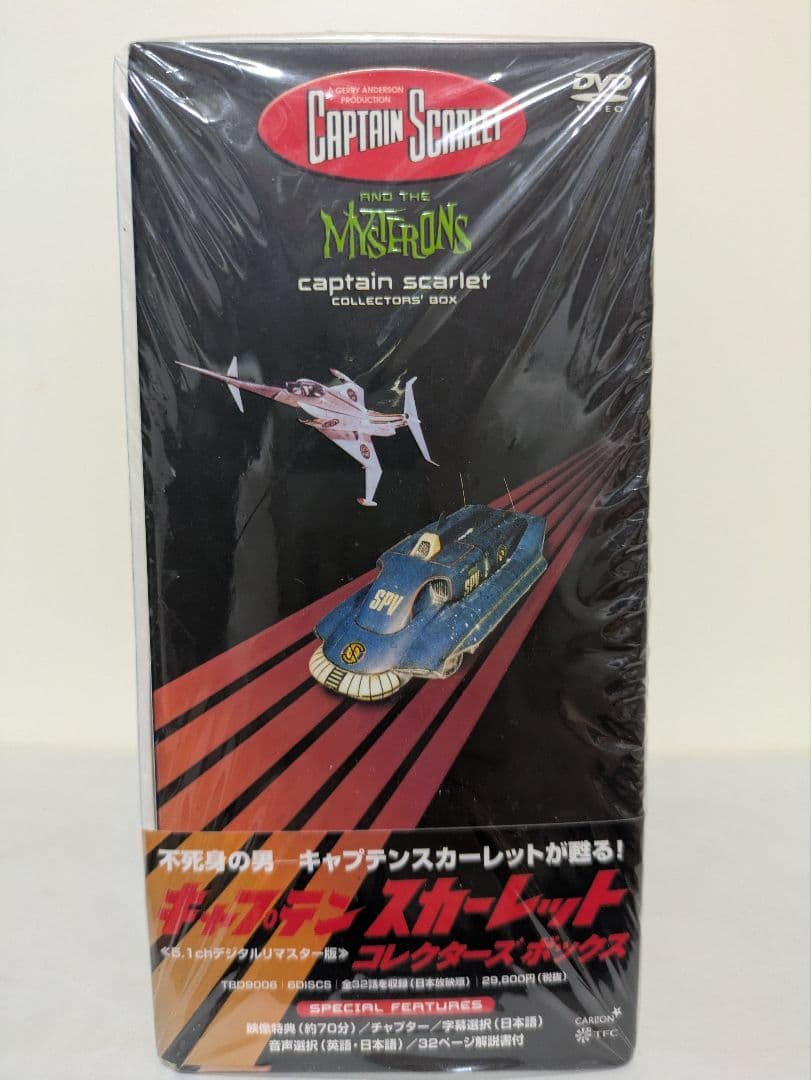 A GERRY ANDERSON
PRODUCTION
CAPTAIN SCARLET
DVD
VIDEO
AND THE
MYSTERONS
captain scarlet
COLLECTORS' BOX
SPV
SPV
不死身の男―キャプテンスカーレットが甦る!
キャプテン スカーレット
≪5.1chデジタルリマスター版≫ コレクターズボックス
TBD9006 | 6DISCS | 全32話を収録(日本放映順) | 29,800円(税抜)
SPECIAL FEATURES
映像特典(約70分)/チャプター/字幕選択(日本語)
音声選択(英語・日本語)/32ページ解説書付
CARLTON
TFC